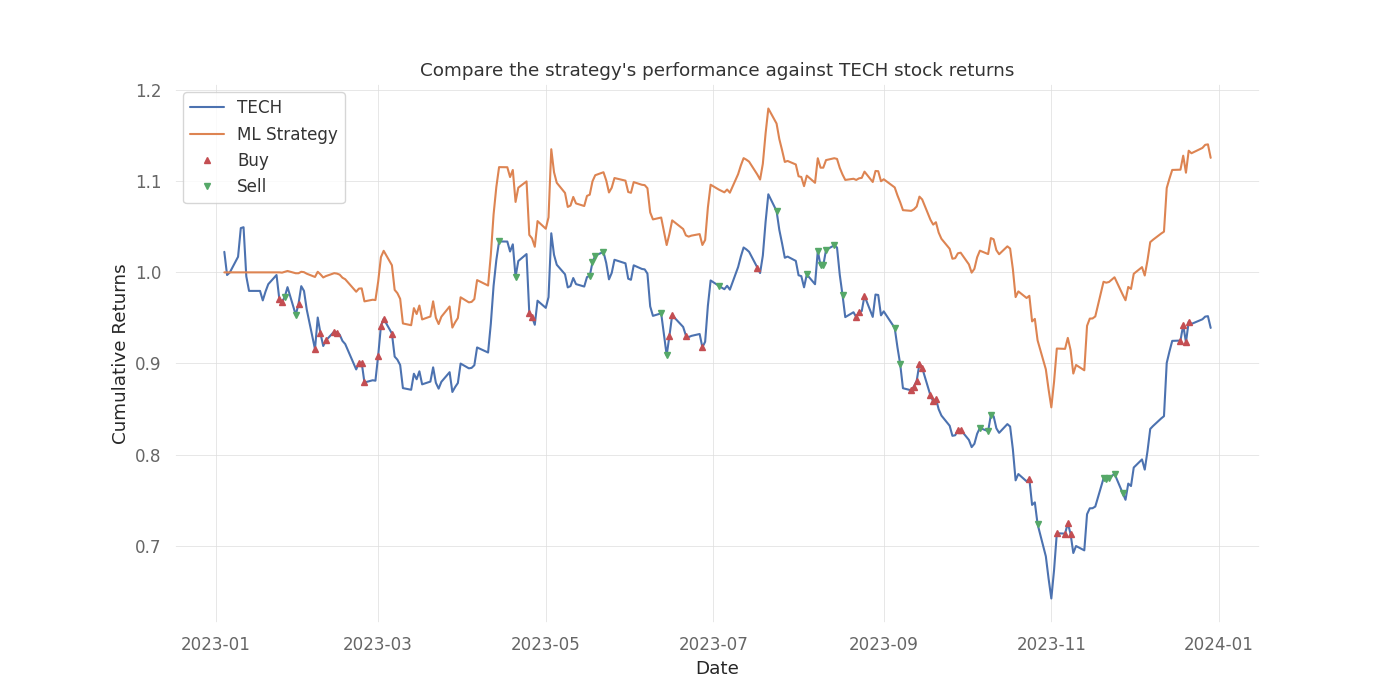 Compare the strategy's performance against TECH stock returns
TECH
ML Strategy
Buy
Sell
1.2
1.1
1.0
0.9
0.8
0.7
Cumulative Returns
2023-01
2023-03
2023-05
2023-07
2023-09
2023-11
2024-01
Date